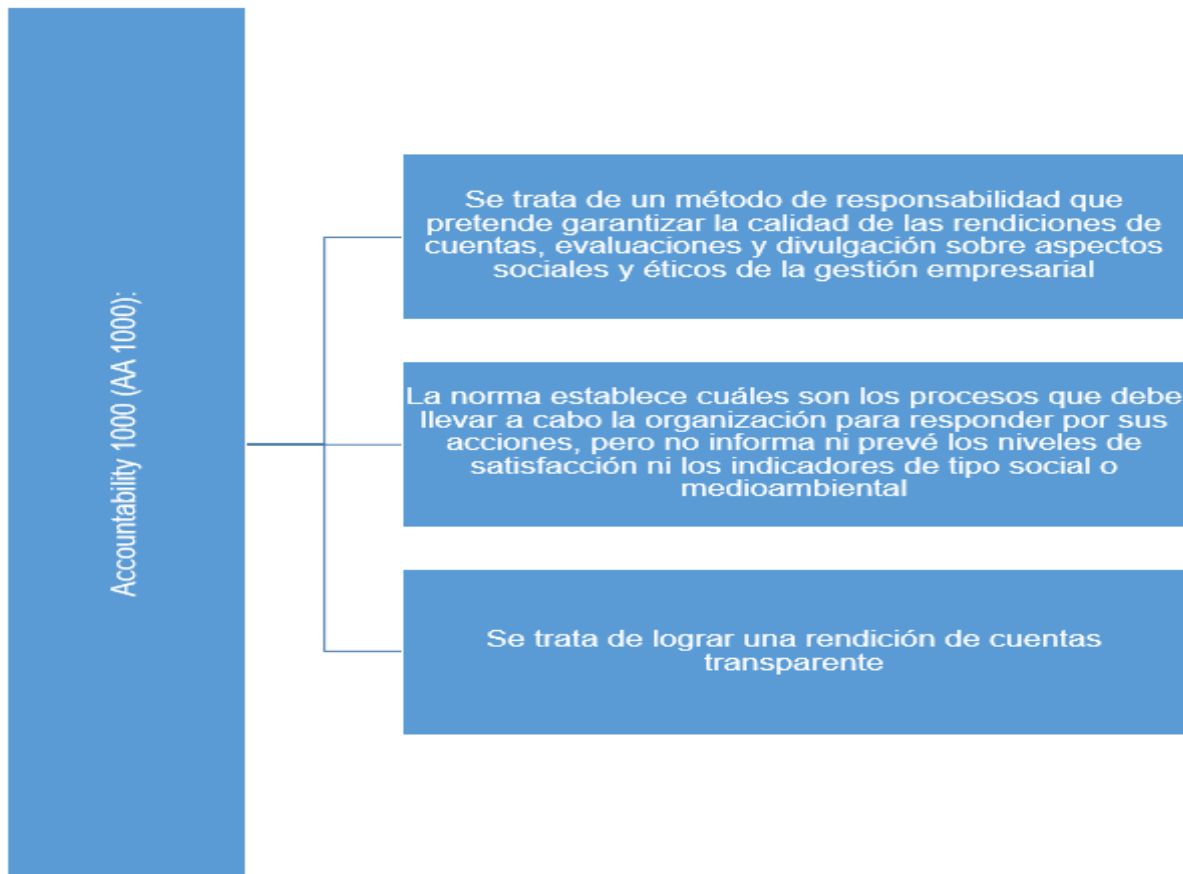 Accountability 1000 (AA 1000):
Se trata de un método de responsabilidad que
pretende garantizar la calidad de las rendiciones de
cuentas, evaluaciones y divulgación sobre aspectos
sociales y éticos de la gestión empresarial
La norma establece cuáles son los procesos que debe
llevar a cabo la organización para responder por sus
acciones, pero no informa ni prevé los niveles de
satisfacción ni los indicadores de tipo social o
medioambiental
Se trata de lograr una rendición de cuentas
transparente